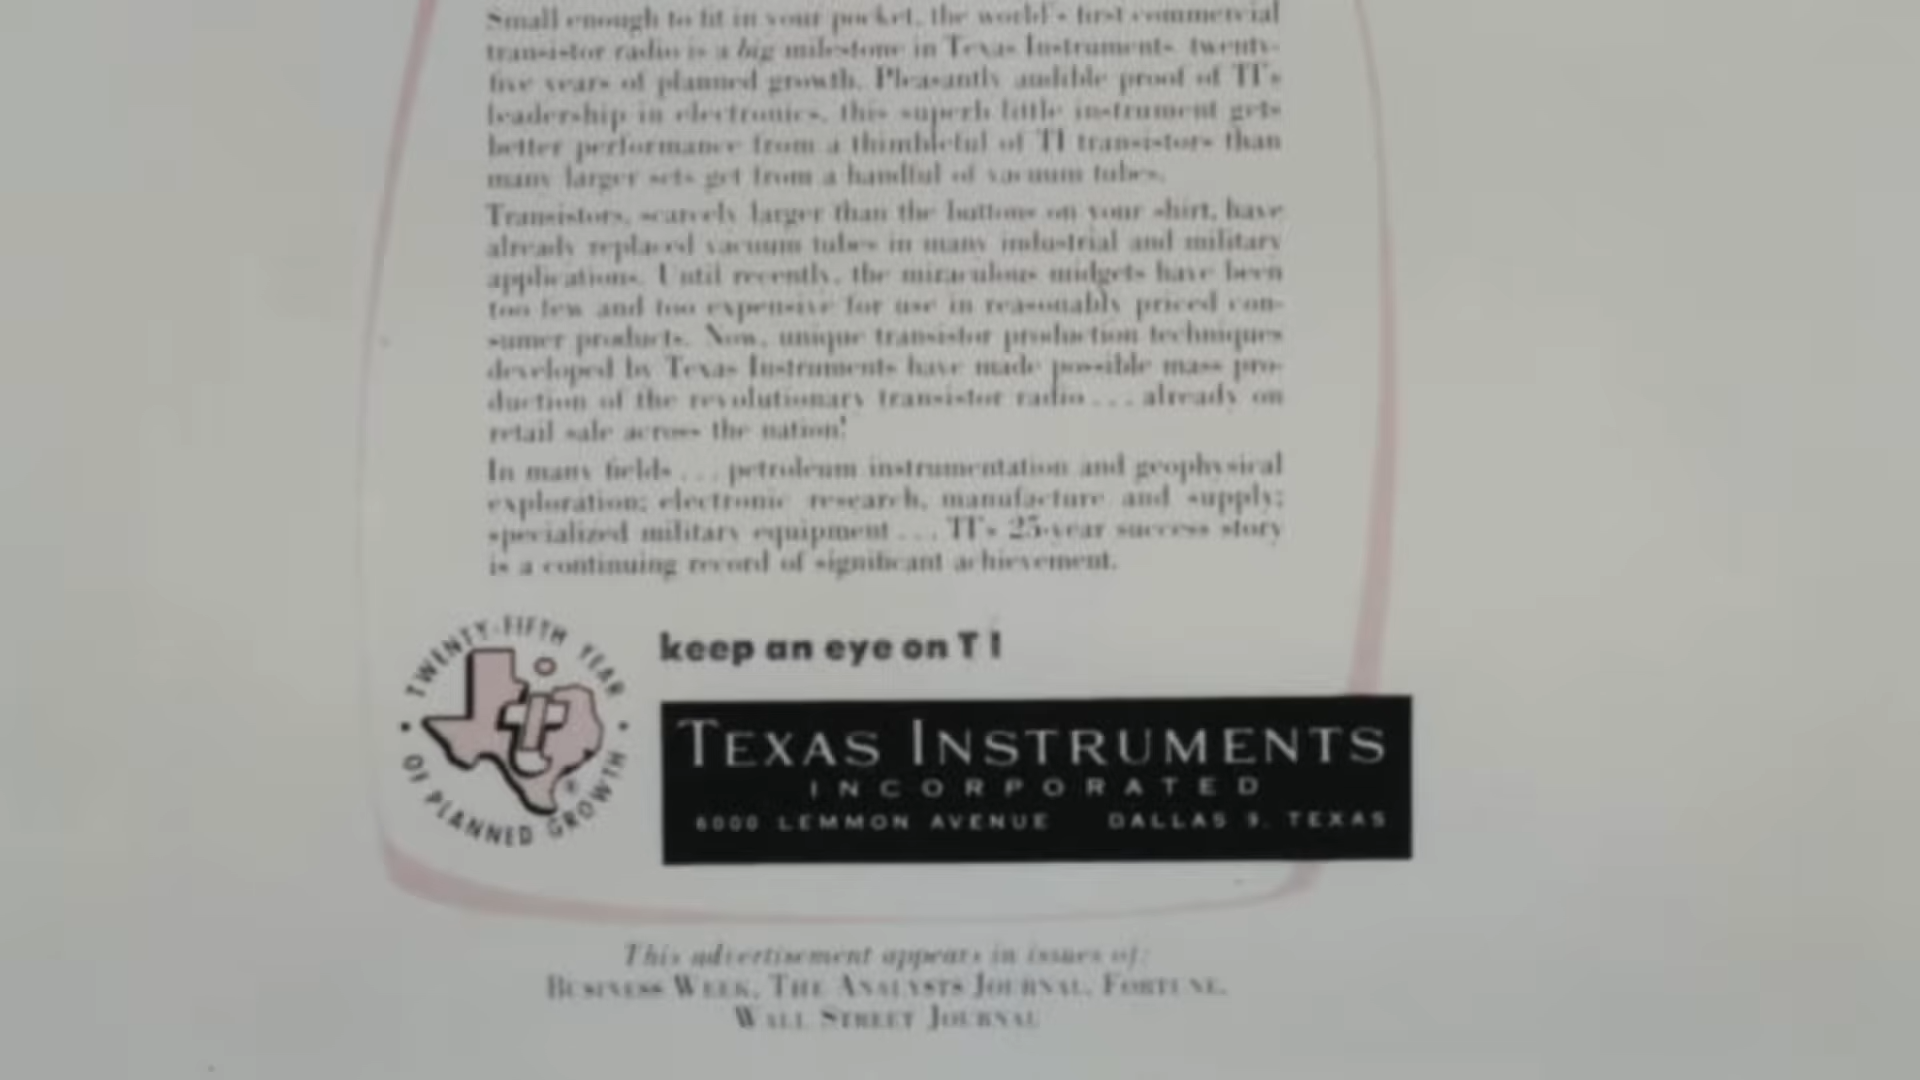 Small enough to fit in your pocket, the world's first commercial
transistor radio is a big milestone in Texas Instruments twenty-
five years of planned growth. Pleasantly audible proof of TI's
leadership in electronics, this superb little instrument gets
better performance from a thimbleful of TI transistors than
many larger sets get from a handful of vacuum tubes.
Transistors, scarcely larger than the buttons on your shirt, have
already replaced vacuum tubes in many industrial and military
applications. Until recently, the miraculous midgets have been
too few and too expensive for use in reasonably priced con-
sumer products. Now, unique transistor production techniques
developed by Texas Instruments have made possible mass pro-
duction of the revolutionary transistor radio . . . already on
retail sale across the nation!
In many fields . . . petroleum instrumentation and geophysical
exploration; electronic research, manufacture and supply;
specialized military equipment . . . TI's 25-year success story
is a continuing record of significant achievement.
keep an eye on T I
· TWENTY-FIFTH YEAR ·
OF PLANNED GROWTH
TI ®
TEXAS INSTRUMENTS
INCORPORATED
6000 LEMMON AVENUE DALLAS 9, TEXAS
This advertisement appears in issues of:
BUSINESS WEEK, THE ANALYSTS JOURNAL, FORTUNE,
WALL STREET JOURNAL